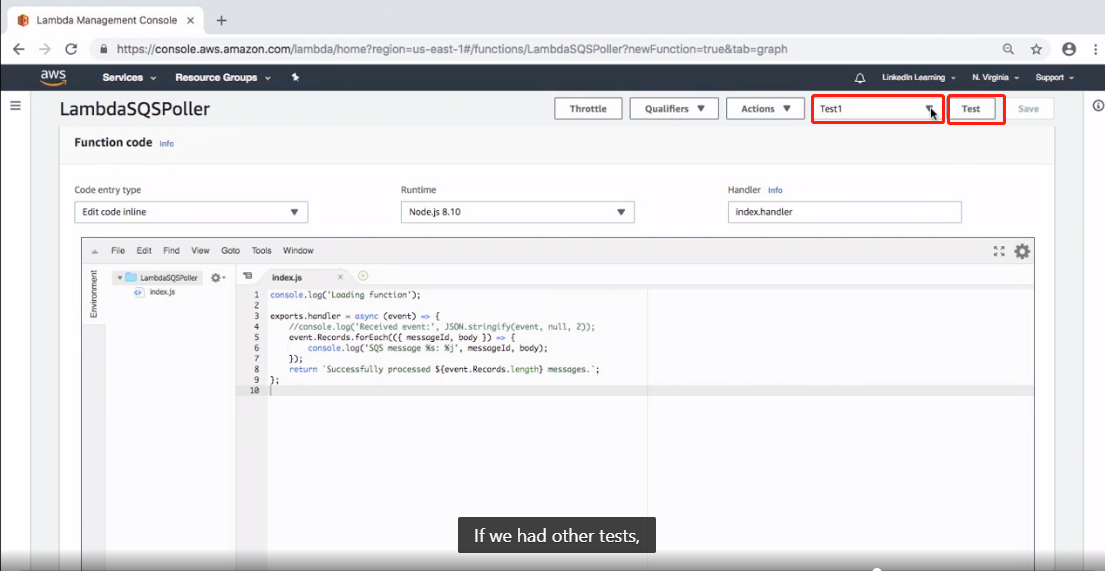 Lambda Management Console
https://console.aws.amazon.com/lambda/home?region=us-east-1#/functions/LambdaSQSPoller?newFunction=true&tab=graph
aws Services Resource Groups LinkedIn Learning N. Virginia Support
LambdaSQSPoller Throttle Qualifiers Actions Test1 Test Save
Function code Info
Code entry type Runtime Handler Info
Edit code inline Node.js 8.10 index.handler
File Edit Find View Goto Tools Window
Environment
LambdaSQSPoller
index.js
index.js
1 console.log('Loading function');
2
3 exports.handler = async (event) => {
4 //console.log('Received event:', JSON.stringify(event, null, 2));
5 event.Records.forEach(({ messageId, body }) => {
6 console.log('SQS message %s: %j', messageId, body);
7 });
8 return `Successfully processed ${event.Records.length} messages.`;
9 };
10
If we had other tests,